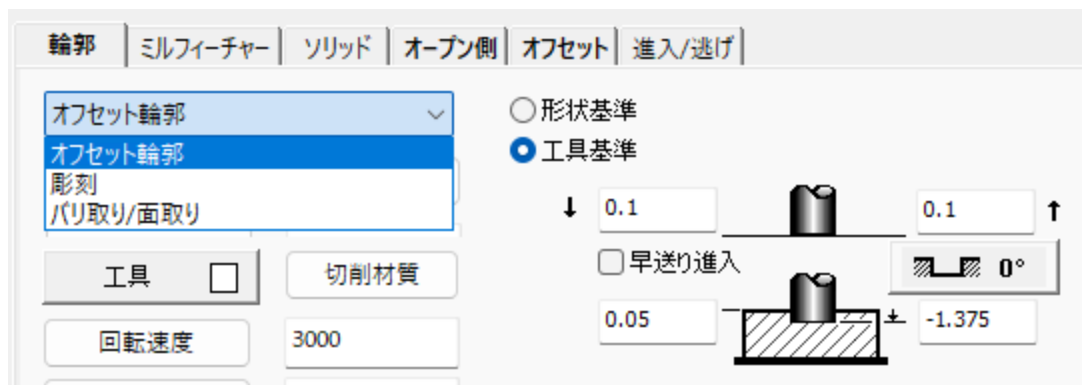 輪郭 ミルフィーチャー ソリッド オープン側 オフセット 進入/逃げ
オフセット輪郭
オフセット輪郭
彫刻
バリ取り/面取り
形状基準
工具基準
0.1 0.1
早送り進入
0°
工具 切削材質
0.05 -1.375
回転速度 3000